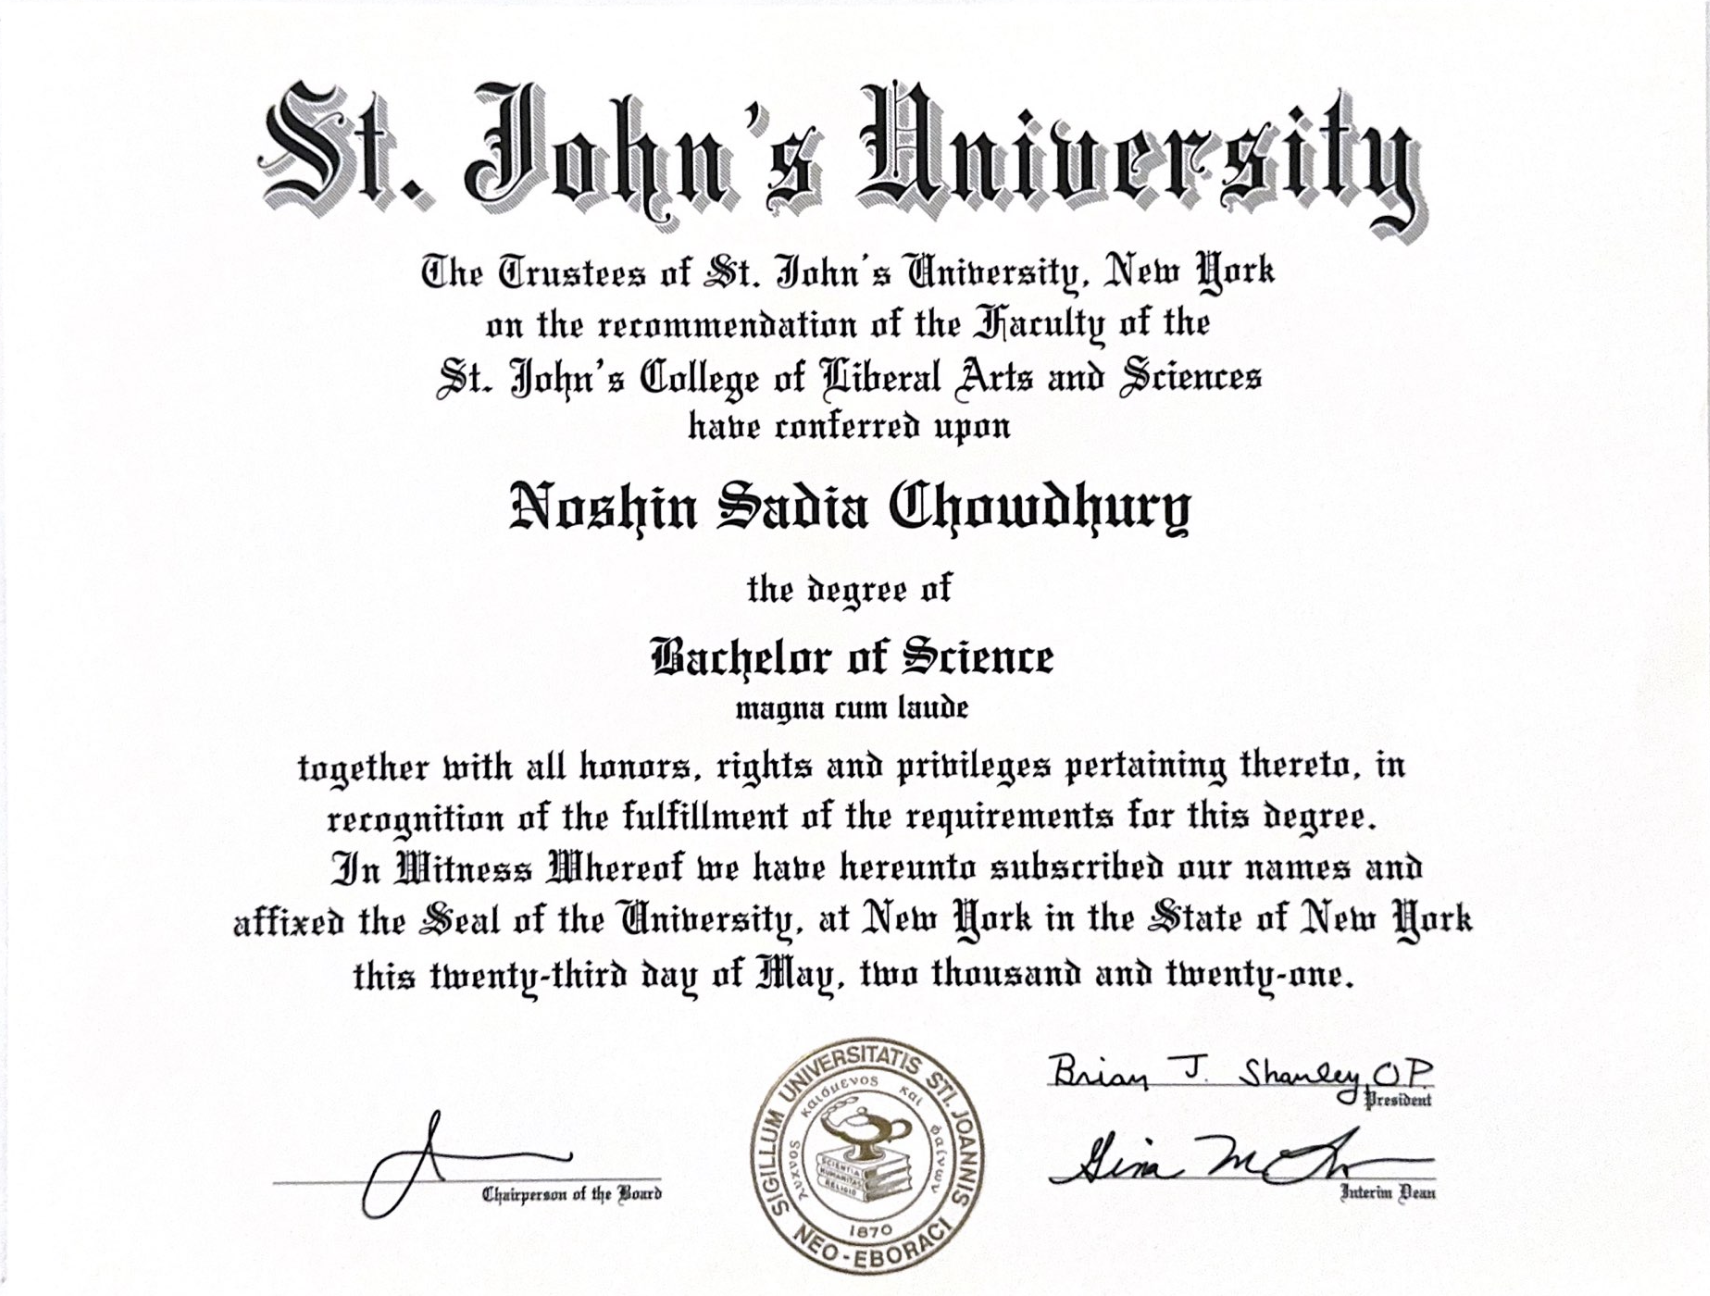 St. John's University
The Trustees of St. John's University, New York
on the recommendation of the Faculty of the
St. John's College of Liberal Arts and Sciences
have conferred upon
Noshin Sadia Chowdhury
the degree of
Bachelor of Science
magna cum laude
together with all honors, rights and privileges pertaining thereto, in
recognition of the fulfillment of the requirements for this degree.
In Witness Whereof we have hereunto subscribed our names and
affixed the Seal of the University, at New York in the State of New York
this twenty-third day of May, two thousand and twenty-one.
Chairperson of the Board
SIGILLUM UNIVERSITATIS STI. JOANNIS
NEO-EBORACI
λυχνος καιόμενος καί φαίνων
SCIENTIA
HUMANITAS
RELIGIO
1870
Brian J. Shanley, O.P.
President
Gina M
Interim Dean